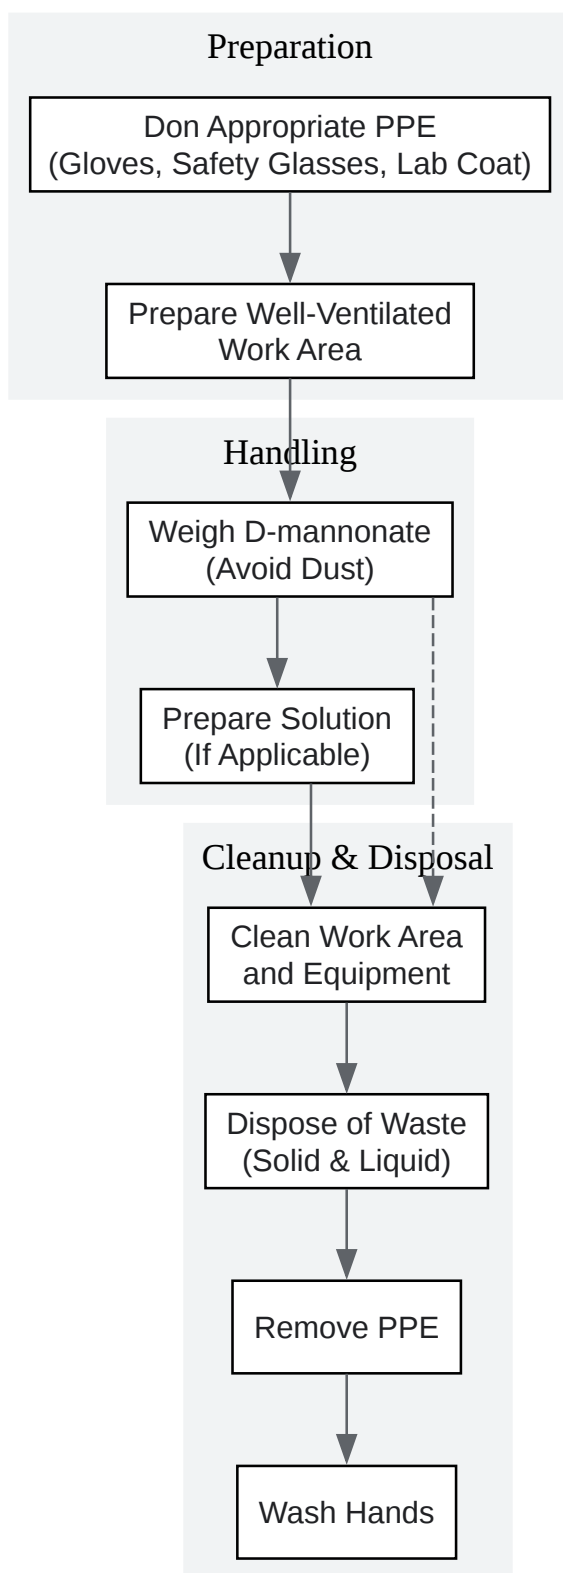 Preparation
Don Appropriate PPE
(Gloves, Safety Glasses, Lab Coat)
Prepare Well-Ventilated
Work Area
Handling
Weigh D-mannonate
(Avoid Dust)
Prepare Solution
(If Applicable)
Cleanup & Disposal
Clean Work Area
and Equipment
Dispose of Waste
(Solid & Liquid)
Remove PPE
Wash Hands